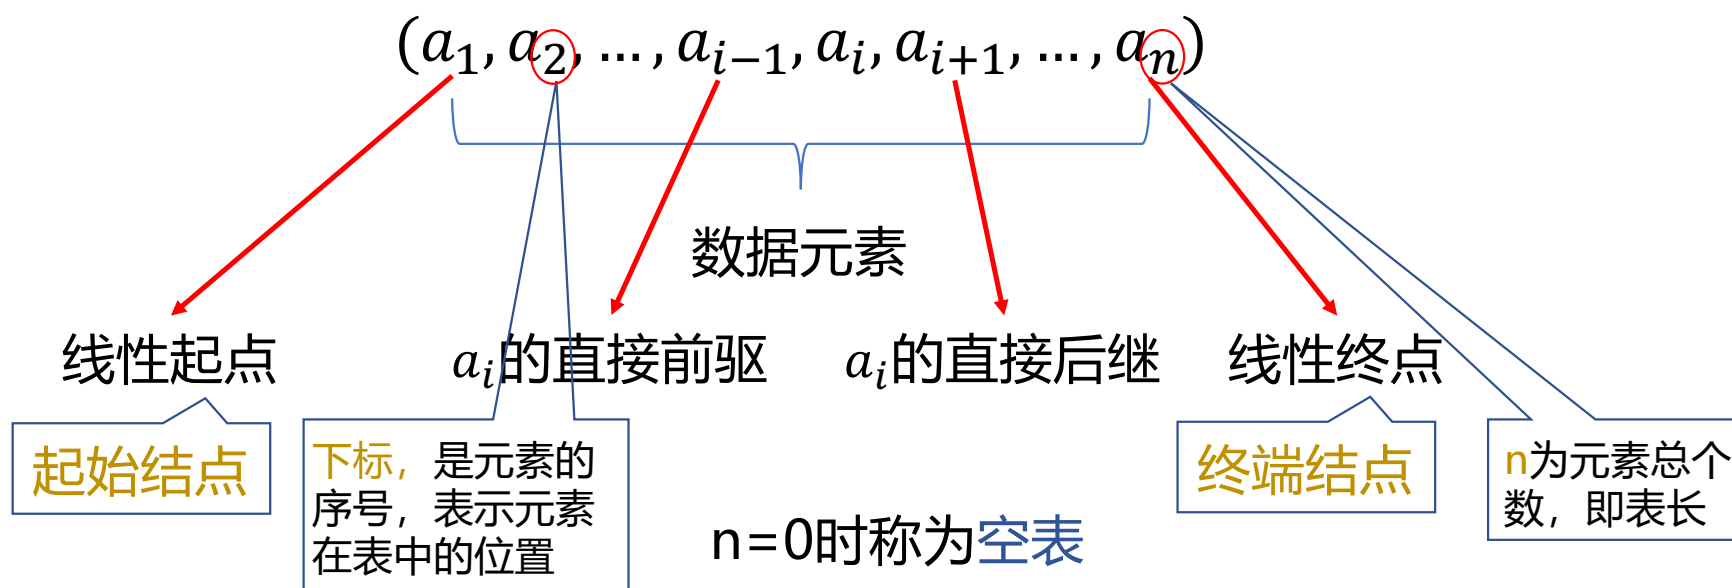 (a₁, a₂, …, aᵢ₋₁, aᵢ, aᵢ₊₁, …, aₙ)
数据元素
线性起点
aᵢ的直接前驱
aᵢ的直接后继
线性终点
起始结点
下标，是元素的
序号，表示元素
在表中的位置
终端结点
n为元素总个
数，即表长
n=0时称为空表